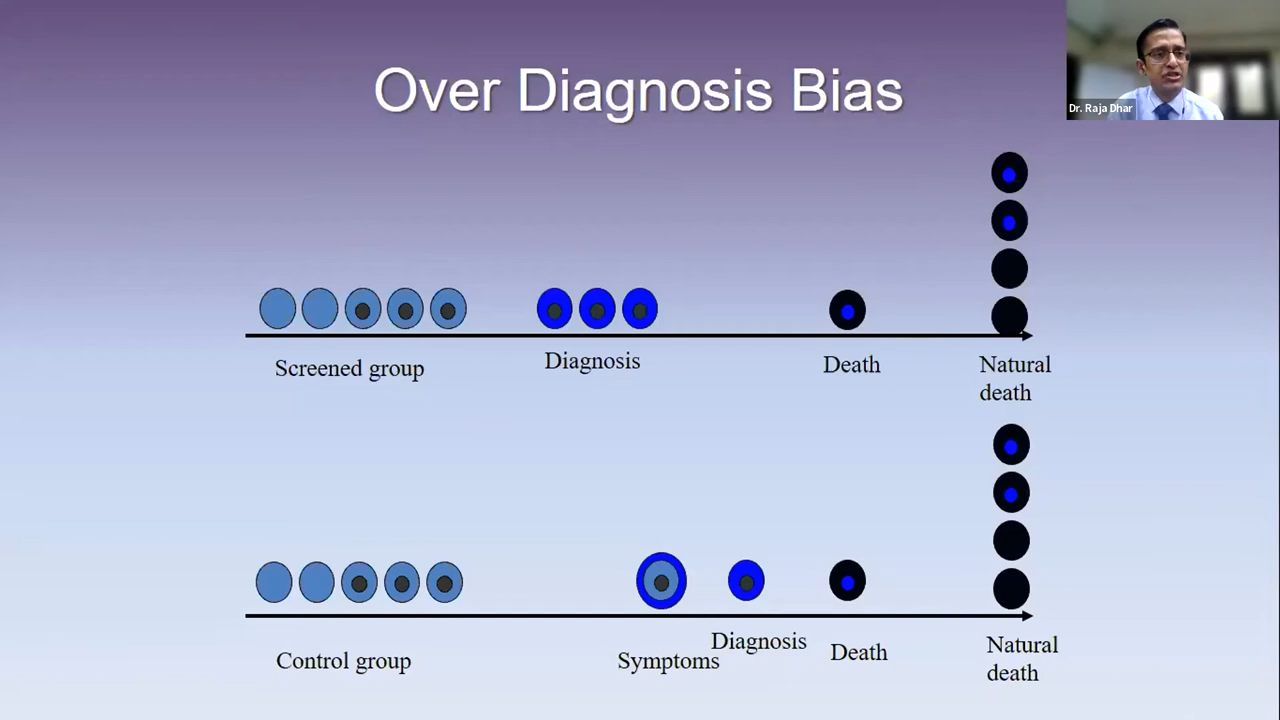 Over Diagnosis Bias
Dr. Raja Dhar
Screened group
Diagnosis
Death
Natural
death
Control group
Symptoms
Diagnosis
Death
Natural
death